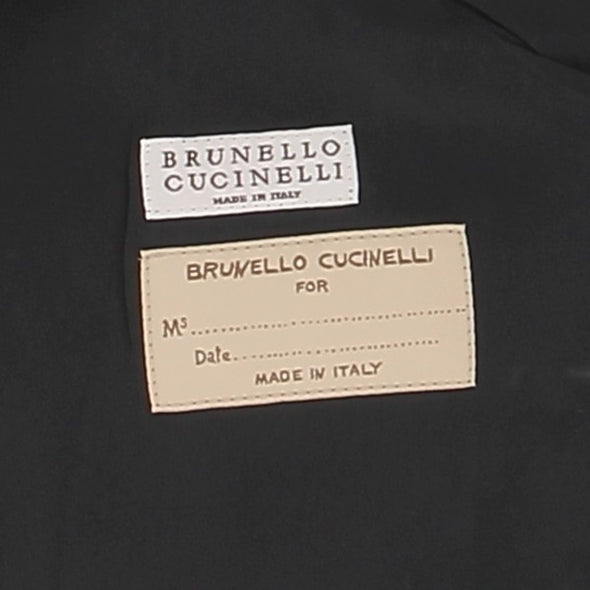 BRUNELLO
CUCINELLI
MADE IN ITALY
BRUNELLO CUCINELLI
FOR
Ms..............................................
Date....................................
MADE IN ITALY